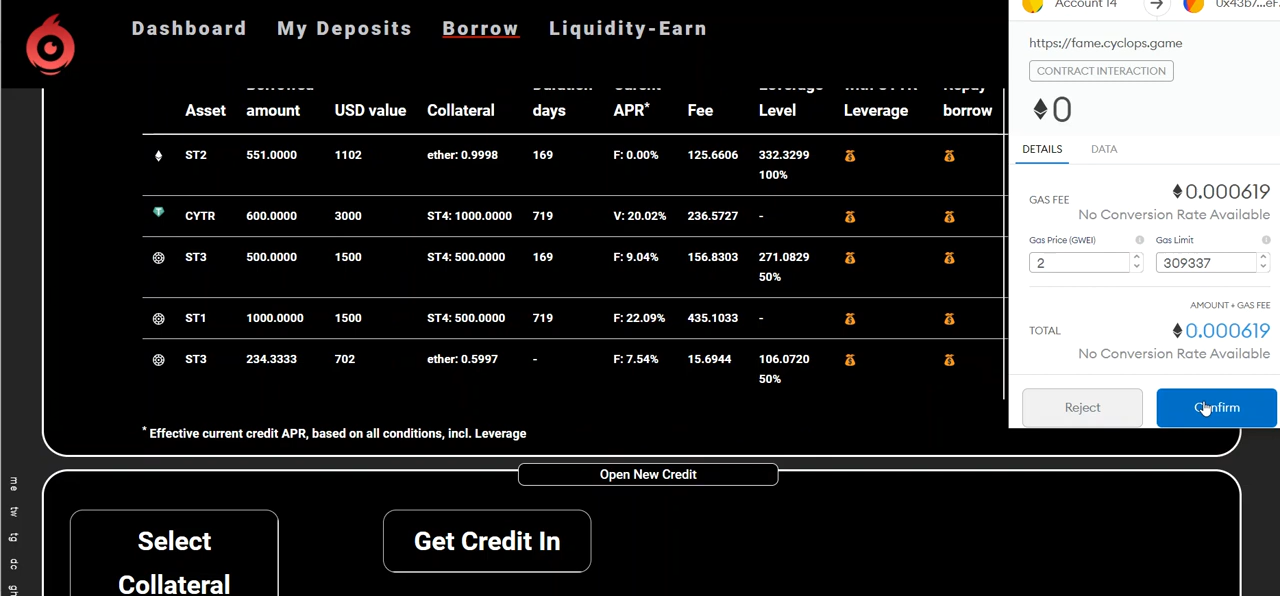 Dashboard My Deposits Borrow Liquidity-Earn
Asset amount USD value Collateral days APR* Fee Level Leverage borrow
ST2 551.0000 1102 ether: 0.9998 169 F: 0.00% 125.6606 332.3299
100%
CYTR 600.0000 3000 ST4: 1000.0000 719 V: 20.02% 236.5727 -
ST3 500.0000 1500 ST4: 500.0000 169 F: 9.04% 156.8303 271.0829
50%
ST1 1000.0000 1500 ST4: 500.0000 719 F: 22.09% 435.1033 -
ST3 234.3333 702 ether: 0.5997 - F: 7.54% 15.6944 106.0720
50%
* Effective current credit APR, based on all conditions, incl. Leverage
Open New Credit
Select
Collateral
Get Credit In
me
tw
tg
dc
gh
Account 14
https://fame.cyclops.game
CONTRACT INTERACTION
0
DETAILS DATA
GAS FEE 0.000619
No Conversion Rate Available
Gas Price (GWEI) Gas Limit
2 309337
AMOUNT + GAS FEE
TOTAL 0.000619
No Conversion Rate Available
Reject Confirm